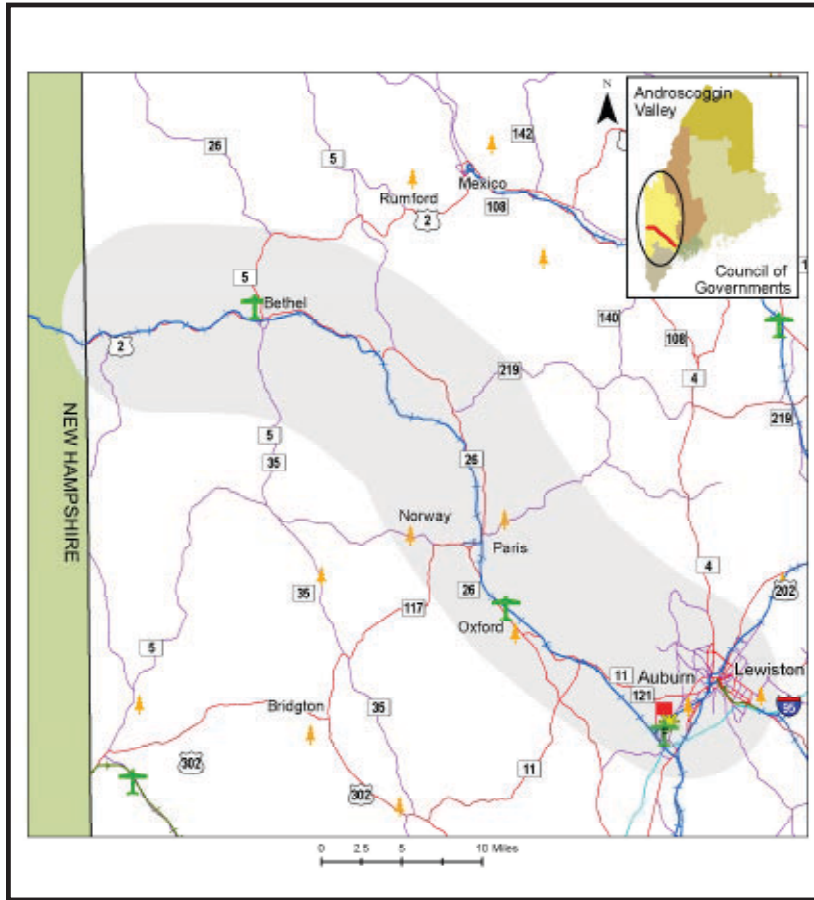 N
Androscoggin
Valley
Council of
Governments
26
5
142
Rumford
Mexico
2
108
5
Bethel
2
140
108
4
219
219
NEW HAMPSHIRE
5
35
26
Norway
Paris
4
35
117
26
202
Oxford
5
11
Auburn
Lewiston
121
95
Bridgton
35
302
11
302
0 2.5 5 10 Miles